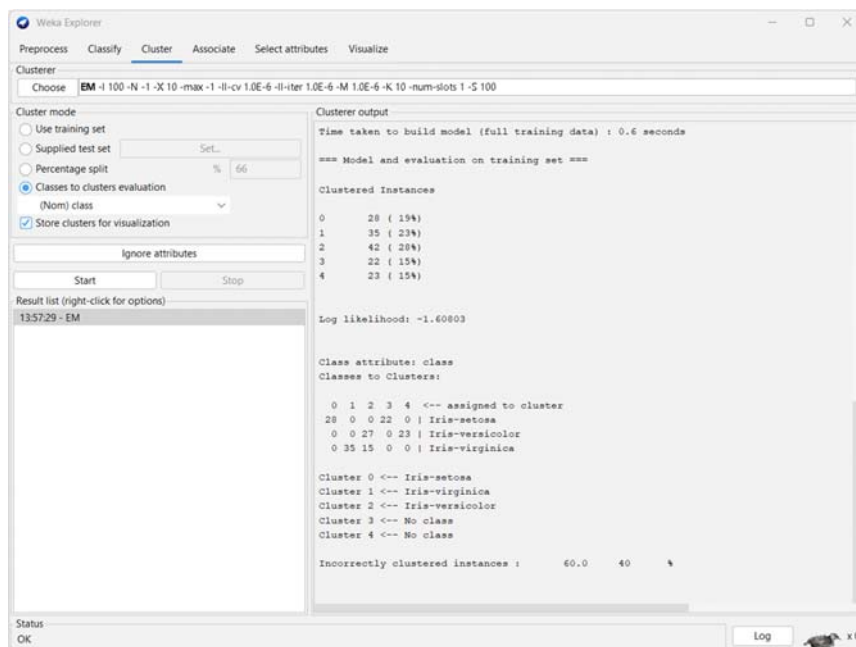 Weka Explorer
Preprocess Classify Cluster Associate Select attributes Visualize
Clusterer
Choose EM -I 100 -N -1 -X 10 -max -1 -ll-cv 1.0E-6 -ll-iter 1.0E-6 -M 1.0E-6 -K 10 -num-slots 1 -S 100
Cluster mode
Use training set
Supplied test set Set...
Percentage split % 66
Classes to clusters evaluation
(Nom) class
Store clusters for visualization
Ignore attributes
Start Stop
Result list (right-click for options)
13:57:29 - EM
Clusterer output
Time taken to build model (full training data) : 0.6 seconds
=== Model and evaluation on training set ===
Clustered Instances
0 28 ( 19%)
1 35 ( 23%)
2 42 ( 28%)
3 22 ( 15%)
4 23 ( 15%)
Log likelihood: -1.60803
Class attribute: class
Classes to Clusters:
0 1 2 3 4 <-- assigned to cluster
28 0 0 22 0 | Iris-setosa
0 0 27 0 23 | Iris-versicolor
0 35 15 0 0 | Iris-virginica
Cluster 0 <-- Iris-setosa
Cluster 1 <-- Iris-virginica
Cluster 2 <-- Iris-versicolor
Cluster 3 <-- No class
Cluster 4 <-- No class
Incorrectly clustered instances : 60.0 40 %
Status
OK
Log